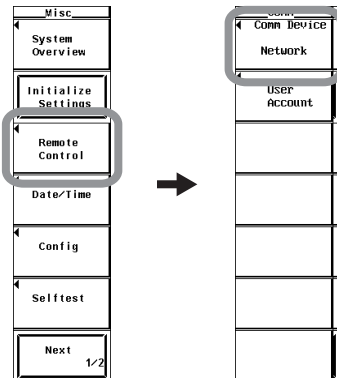 Misc
System
Overview
Initialize
Settings
Remote
Control
Date/Time
Config
Selftest
Next
1/2
Comm
Comm Device
Network
User
Account